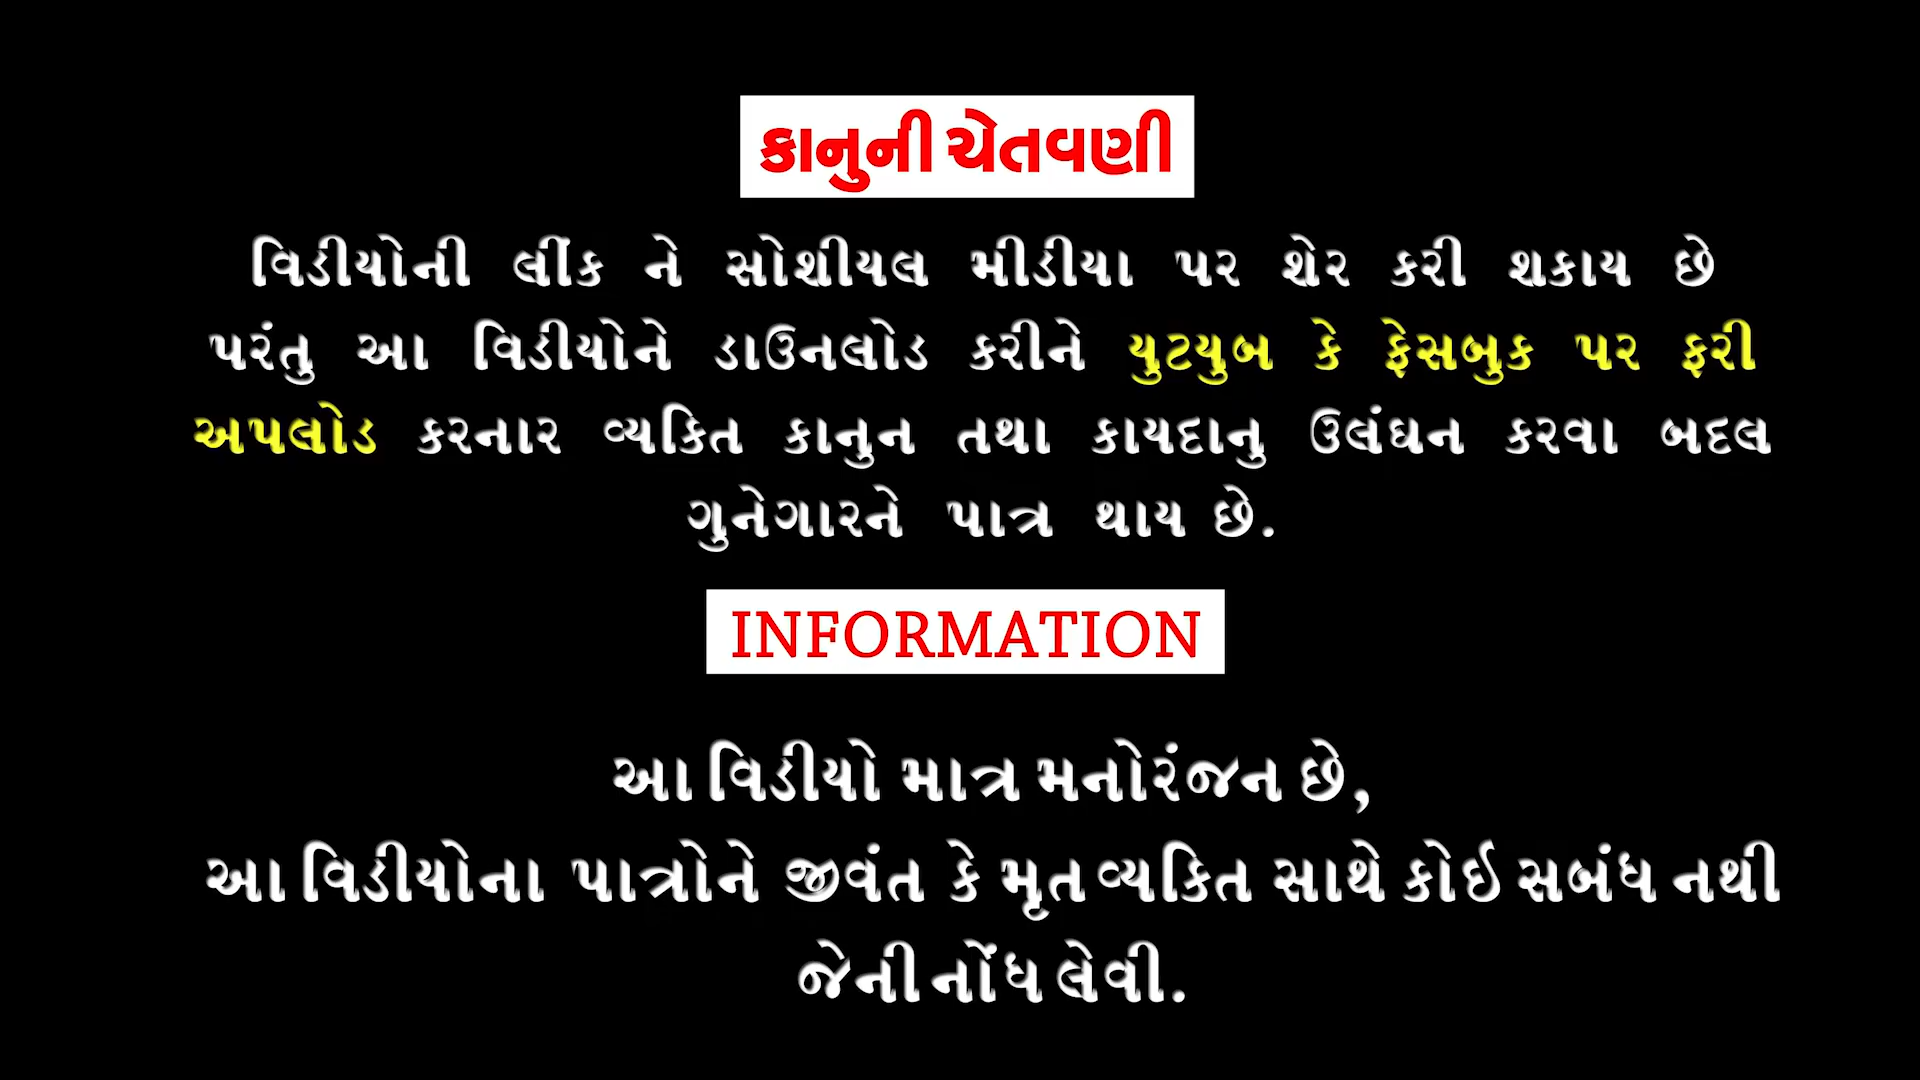 કાનુની ચેતવણી
વિડીયોની લીંક ને સોશીયલ મીડીયા પર શેર કરી શકાય છે
પરંતુ આ વિડીયોને ડાઉનલોડ કરીને યુટયુબ કે ફેસબુક પર ફરી
અપલોડ કરનાર વ્યકિત કાનુન તથા કાયદાનુ ઉલંઘન કરવા બદલ
ગુનેગારને પાત્ર થાય છે.
INFORMATION
આ વિડીયો માત્ર મનોરંજન છે,
આ વિડીયોના પાત્રોને જીવંત કે મૃત વ્યકિત સાથે કોઇ સબંધ નથી
જેની નોંધ લેવી.